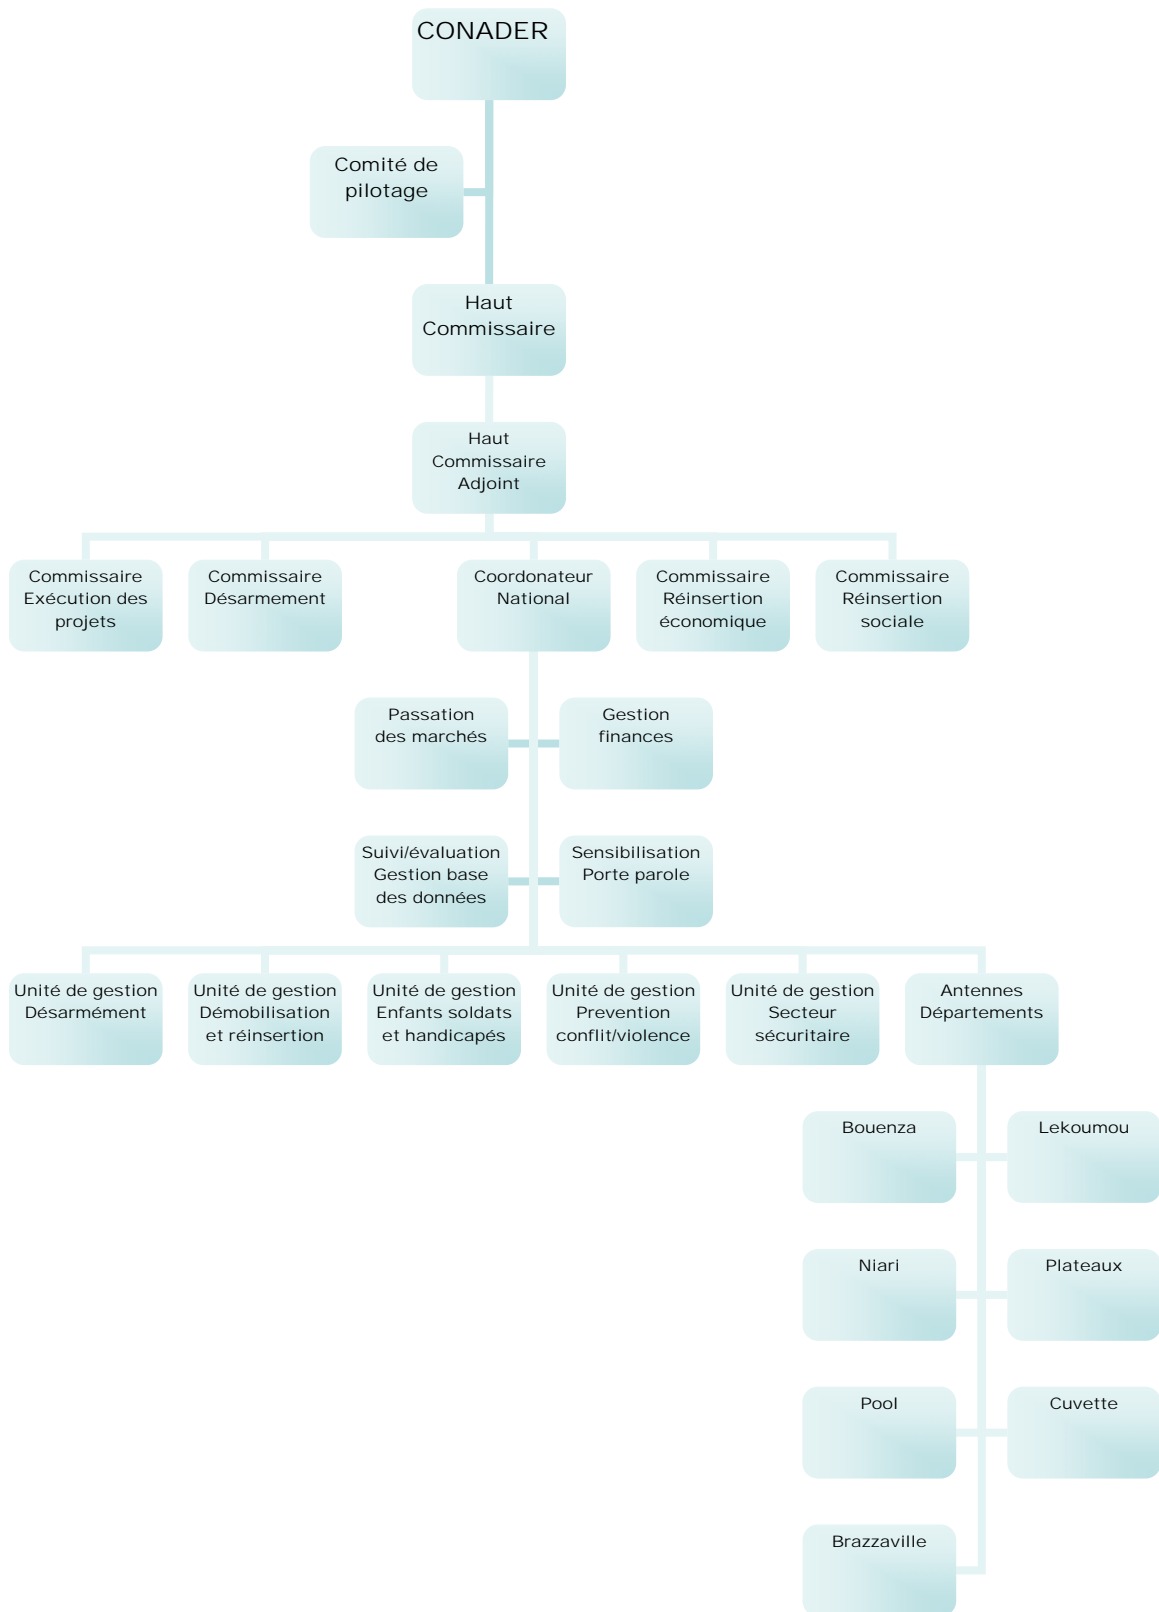 CONADER
Comité de
pilotage
Haut
Commissaire
Haut
Commissaire
Adjoint
Commissaire
Exécution des
projets
Commissaire
Désarmement
Coordonateur
National
Commissaire
Réinsertion
économique
Commissaire
Réinsertion
sociale
Passation
des marchés
Gestion
finances
Suivi/évaluation
Gestion base
des données
Sensibilisation
Porte parole
Unité de gestion
Désarmément
Unité de gestion
Démobilisation
et réinsertion
Unité de gestion
Enfants soldats
et handicapés
Unité de gestion
Prevention
conflit/violence
Unité de gestion
Secteur
sécuritaire
Antennes
Départements
Bouenza
Lekoumou
Niari
Plateaux
Pool
Cuvette
Brazzaville